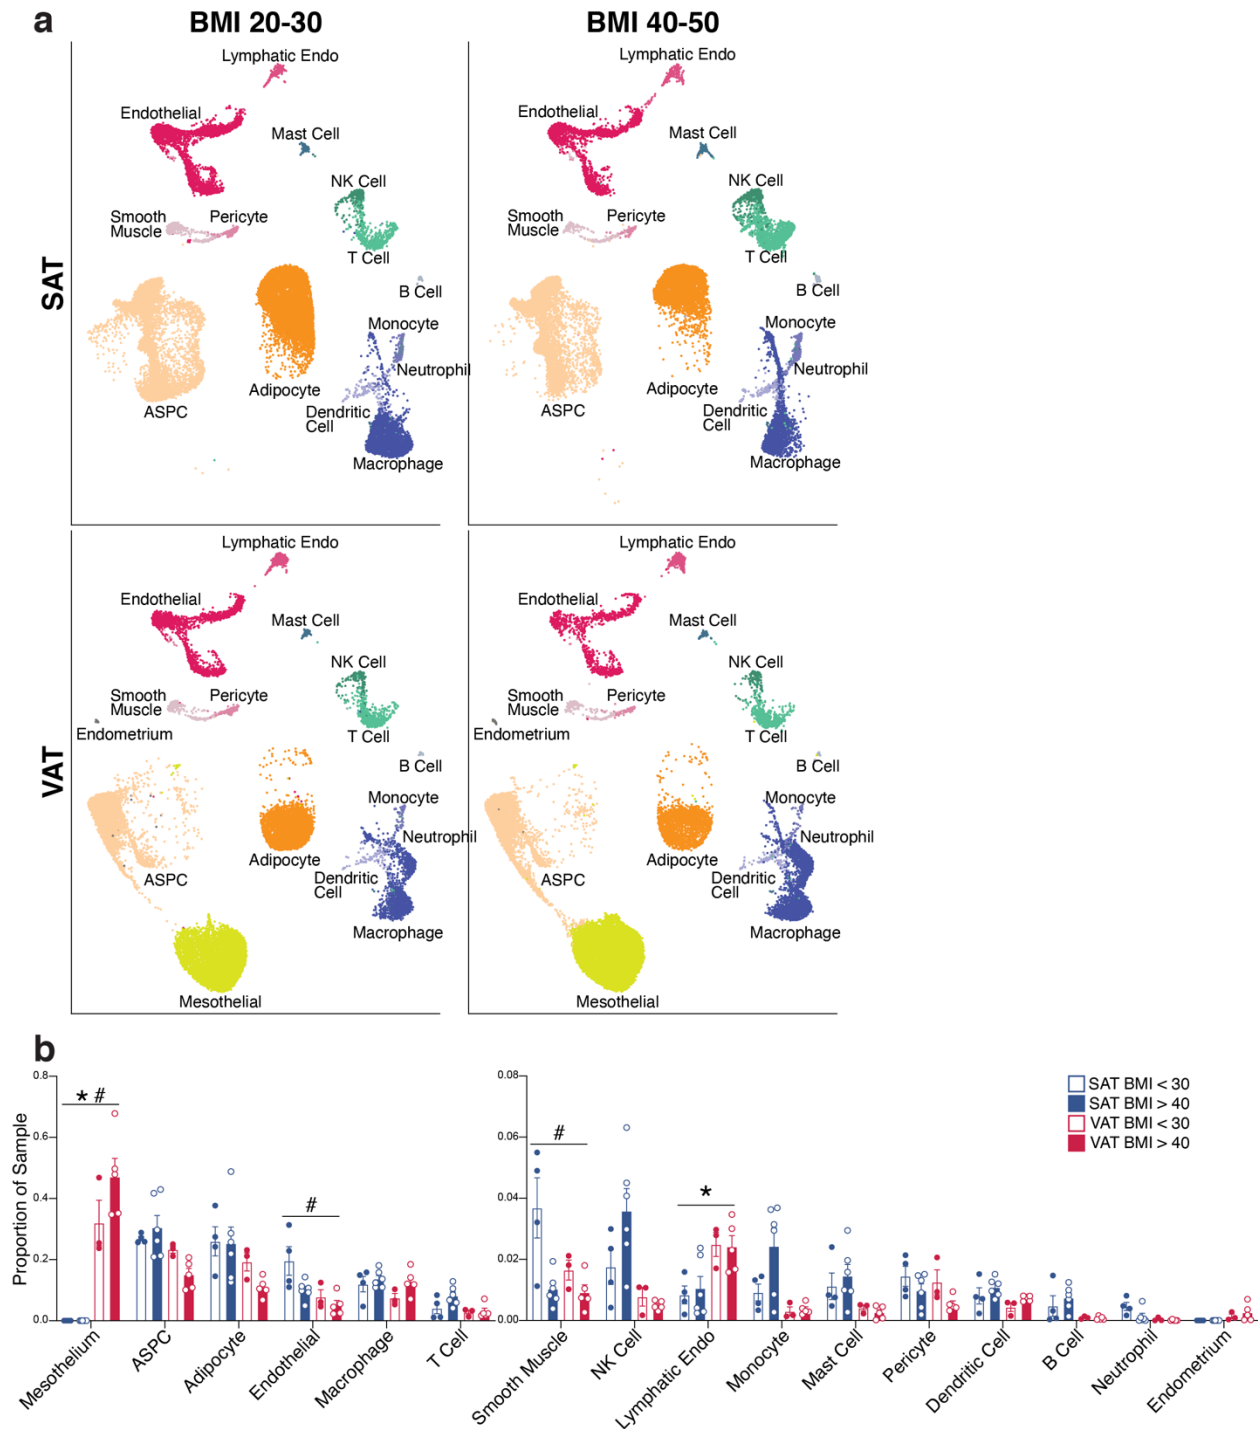 a
BMI 20-30
BMI 40-50
SAT
Lymphatic Endo
Endothelial
Mast Cell
NK Cell
Smooth
Muscle
Pericyte
T Cell
B Cell
Monocyte
Neutrophil
Adipocyte
Dendritic
Cell
ASPC
Macrophage
Lymphatic Endo
Endothelial
Mast Cell
NK Cell
Smooth
Muscle
Pericyte
T Cell
B Cell
Monocyte
Neutrophil
Adipocyte
Dendritic
Cell
ASPC
Macrophage
VAT
Lymphatic Endo
Endothelial
Mast Cell
NK Cell
Smooth
Muscle
Pericyte
Endometrium
T Cell
B Cell
Monocyte
Neutrophil
Adipocyte
Dendritic
Cell
ASPC
Macrophage
Mesothelial
Lymphatic Endo
Endothelial
Mast Cell
NK Cell
Smooth
Muscle
Pericyte
Endometrium
T Cell
B Cell
Monocyte
Neutrophil
Adipocyte
Dendritic
Cell
ASPC
Macrophage
Mesothelial
b
Proportion of Sample
0.8
0.6
0.4
0.2
0.0
* #
#
Mesothelium
ASPC
Adipocyte
Endothelial
Macrophage
T Cell
0.08
0.06
0.04
0.02
0.00
#
*
Smooth Muscle
NK Cell
Lymphatic Endo
Monocyte
Mast Cell
Pericyte
Dendritic Cell
B Cell
Neutrophil
Endometrium
SAT BMI < 30
SAT BMI > 40
VAT BMI < 30
VAT BMI > 40